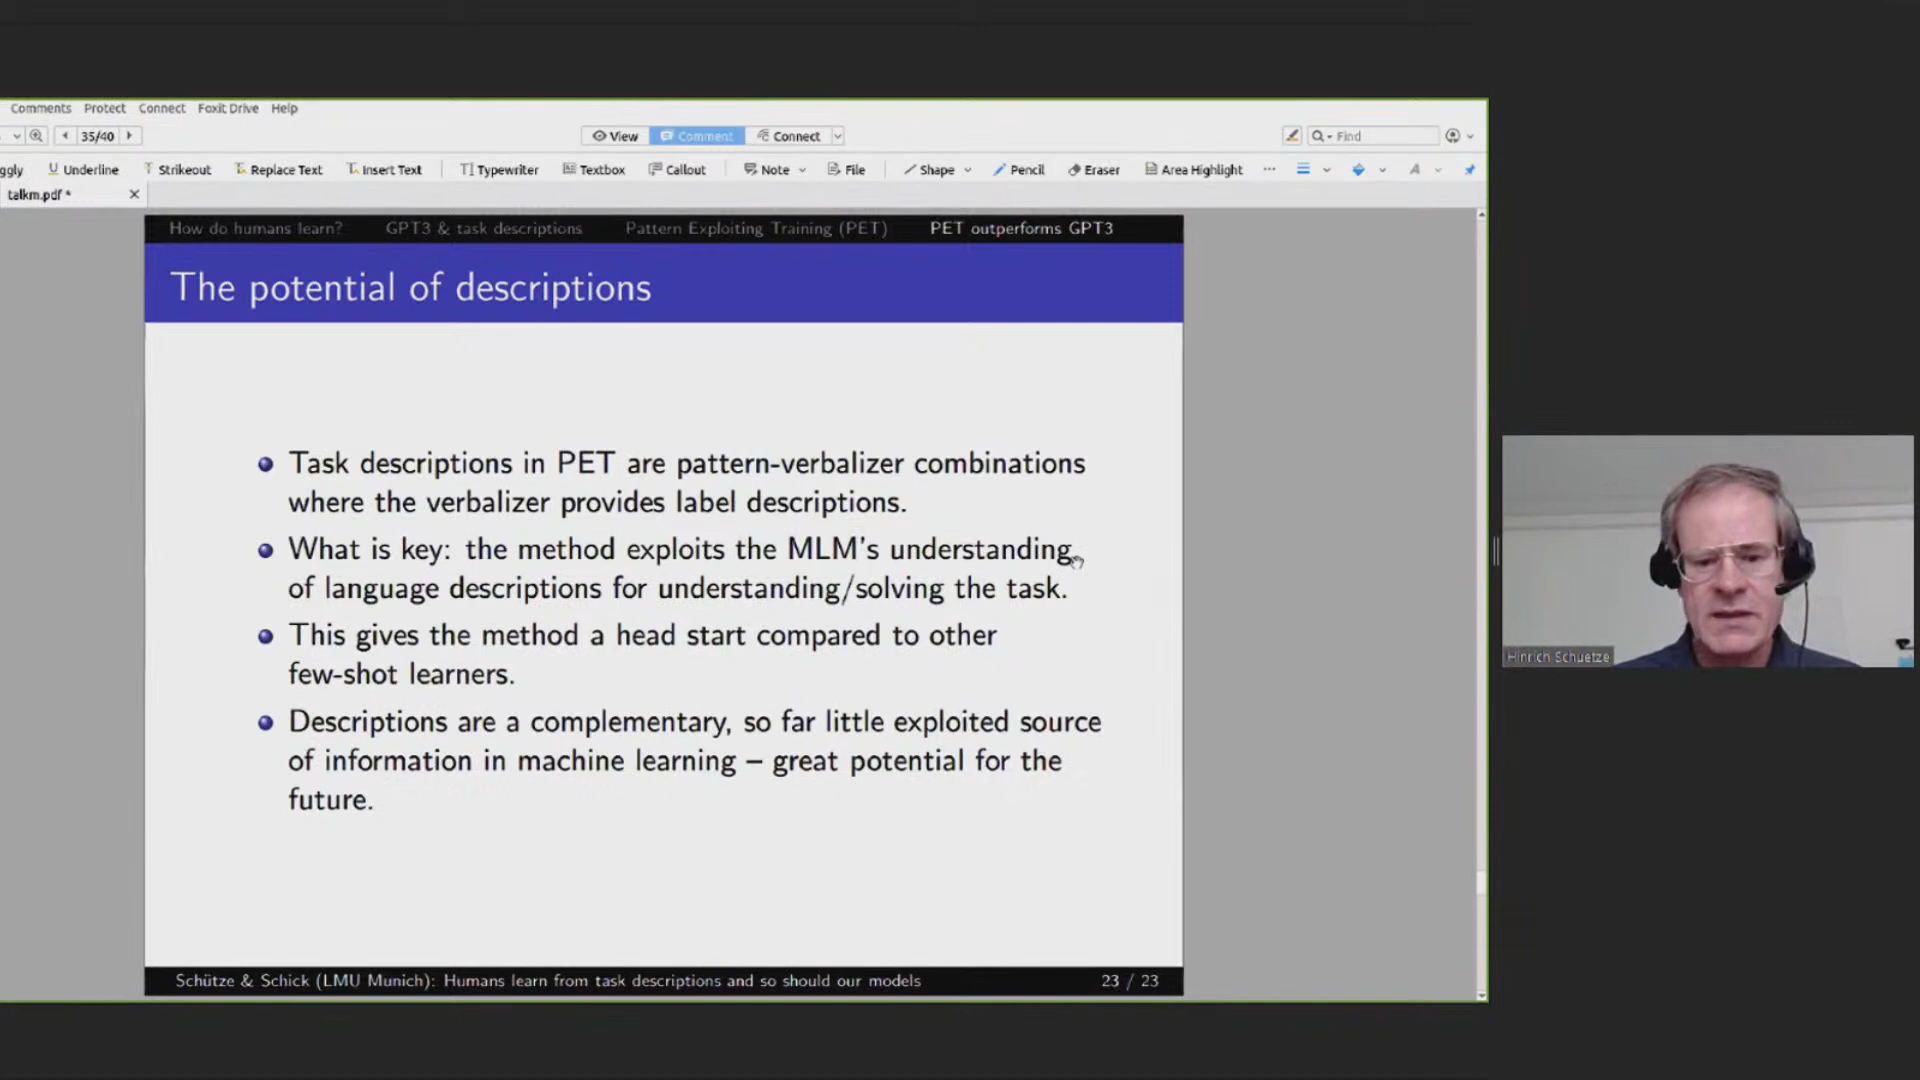 Comments Protect Connect Foxit Drive Help
35/40 View Comment Connect Find
ggly Underline Strikeout Replace Text Insert Text Typewriter Textbox Callout Note File Shape Pencil Eraser Area Highlight ...
talkm.pdf *
How do humans learn? GPT3 & task descriptions Pattern Exploiting Training (PET) PET outperforms GPT3
The potential of descriptions
Task descriptions in PET are pattern-verbalizer combinations
where the verbalizer provides label descriptions.
What is key: the method exploits the MLM's understanding
of language descriptions for understanding/solving the task.
This gives the method a head start compared to other
few-shot learners.
Descriptions are a complementary, so far little exploited source
of information in machine learning – great potential for the
future.
Schütze & Schick (LMU Munich): Humans learn from task descriptions and so should our models 23 / 23
Hinrich Schuetze